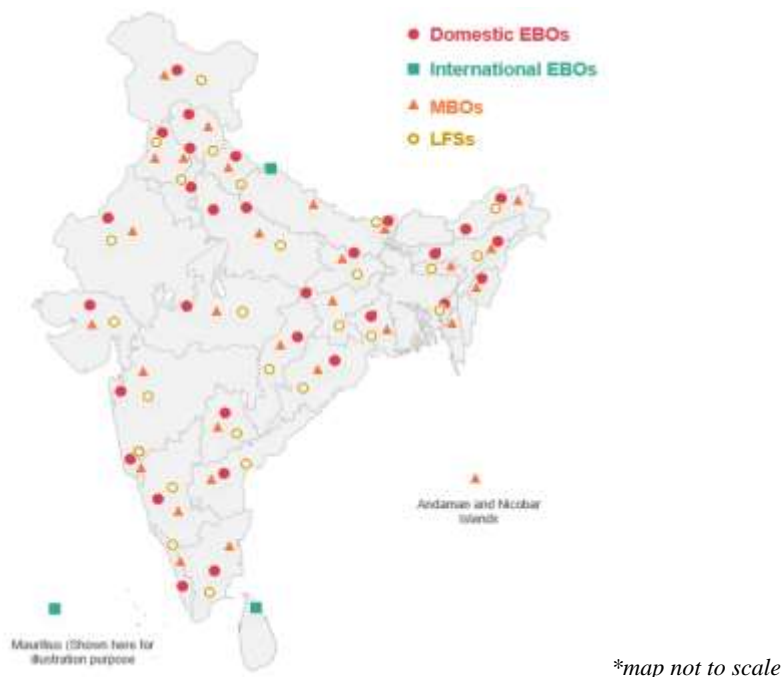 Domestic EBOs
International EBOs
MBOs
LFSs
Andaman and Nicobar
Islands
Mauritius (Shown here for
illustration purpose
*map not to scale